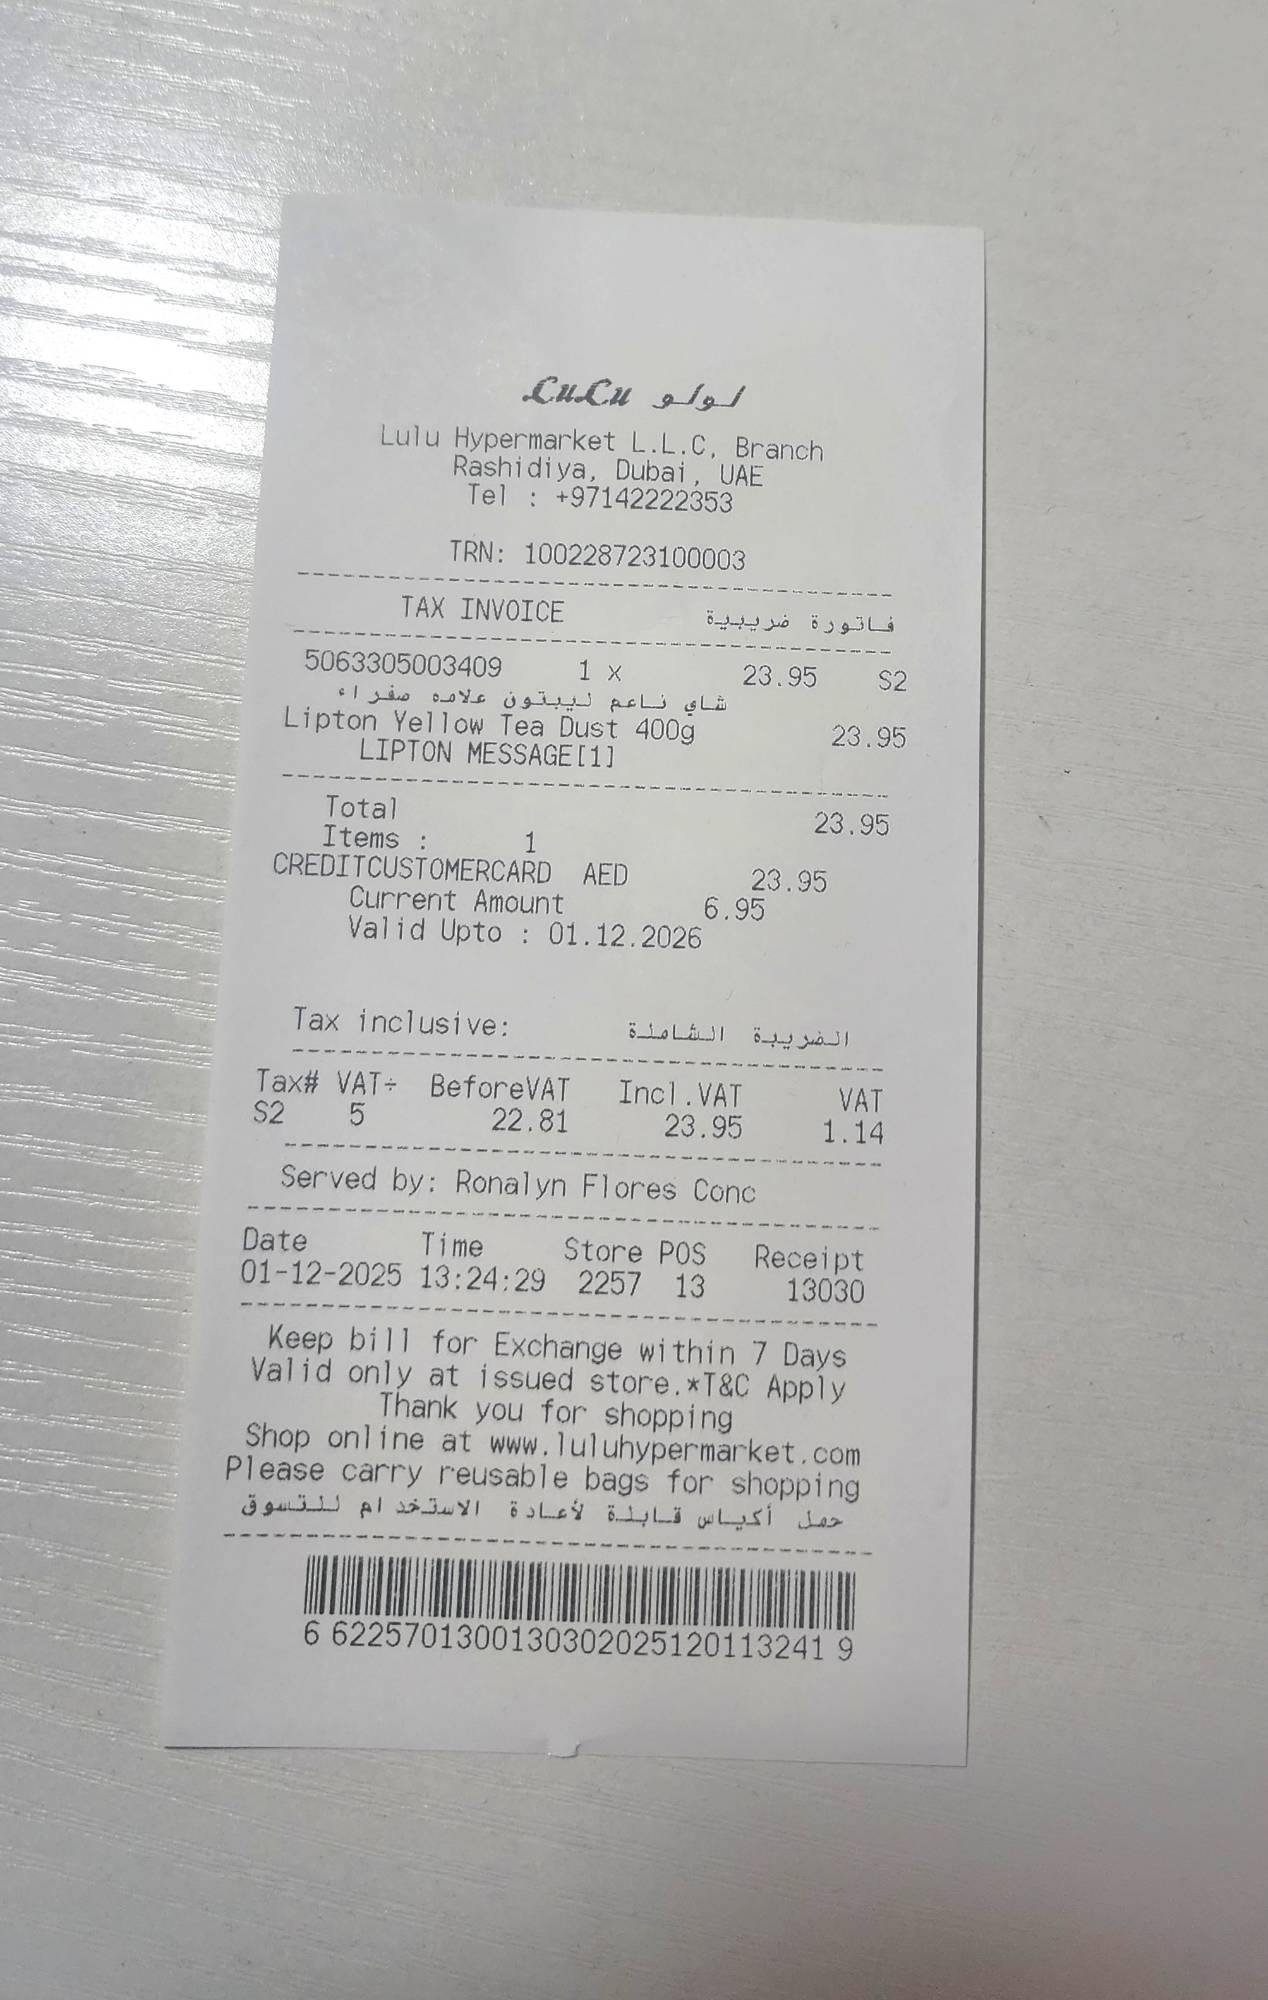 LuLu لولو
Lulu Hypermarket L.L.C, Branch
Rashidiya, Dubai, UAE
Tel : +97142222353
TRN: 100228723100003
TAX INVOICE فاتورة ضريبية
5063305003409 1 x 23.95 S2
شاي ناعم ليبتون علامه صفراء
Lipton Yellow Tea Dust 400g 23.95
LIPTON MESSAGE[1]
Total 23.95
Items : 1
CREDITCUSTOMERCARD AED 23.95
Current Amount 6.95
Valid Upto : 01.12.2026
Tax inclusive: الضريبة الشاملة
Tax# VAT÷ BeforeVAT Incl.VAT VAT
S2 5 22.81 23.95 1.14
Served by: Ronalyn Flores Conc
Date Time Store POS Receipt
01-12-2025 13:24:29 2257 13 13030
Keep bill for Exchange within 7 Days
Valid only at issued store.*T&C Apply
Thank you for shopping
Shop online at www.luluhypermarket.com
Please carry reusable bags for shopping
حمل أكياس قابلة لأعادة الاستخدام للتسوق
6 6225701300130302025120113241 9